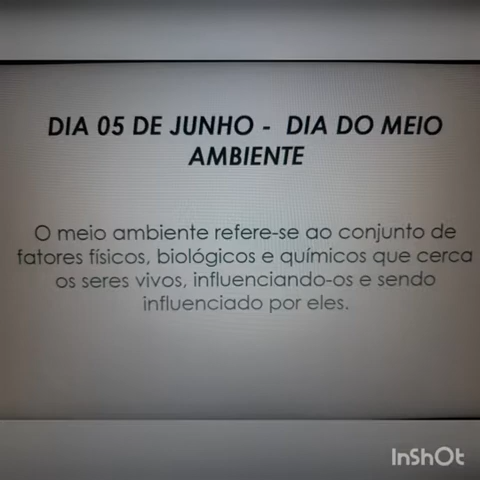 DIA 05 DE JUNHO - DIA DO MEIO
AMBIENTE
O meio ambiente refere-se ao conjunto de
fatores físicos, biológicos e químicos que cerca
os seres vivos, influenciando-os e sendo
influenciado por eles.
InShOt